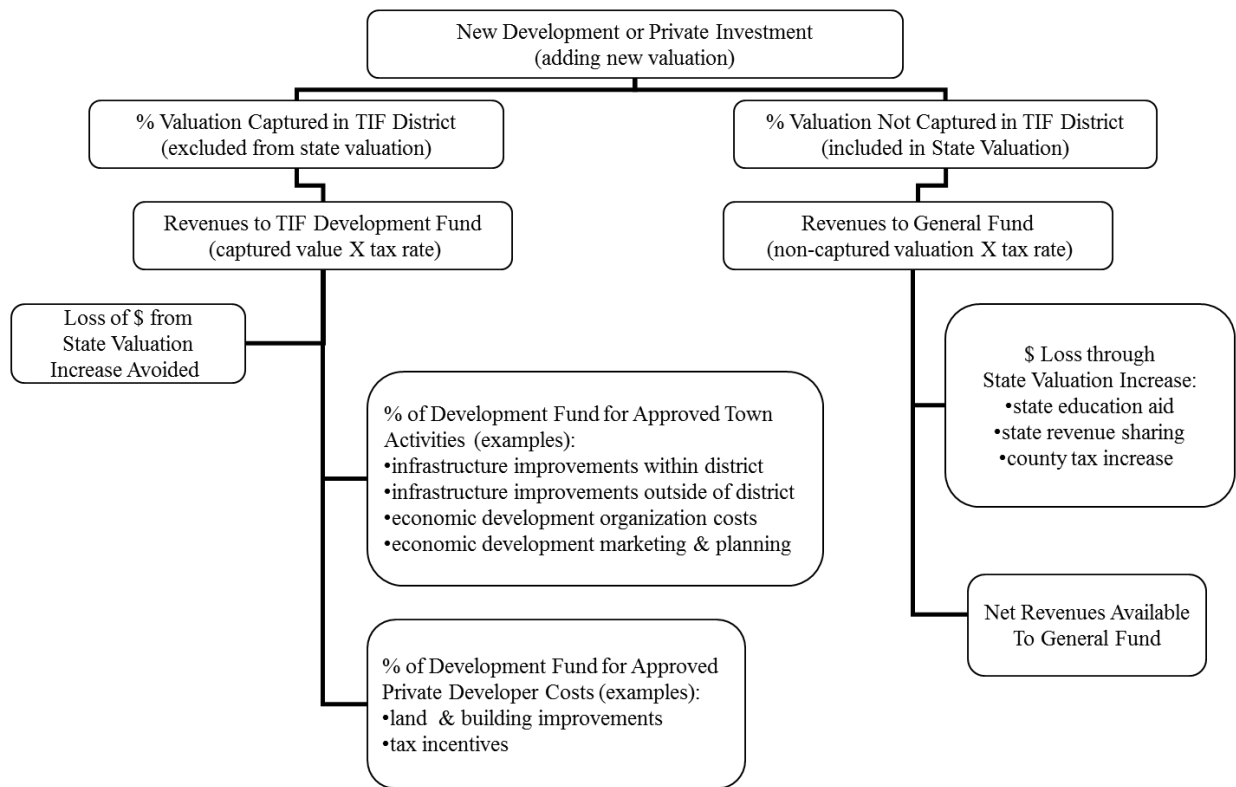 New Development or Private Investment
(adding new valuation)
% Valuation Captured in TIF District
(excluded from state valuation)
% Valuation Not Captured in TIF District
(included in State Valuation)
Revenues to TIF Development Fund
(captured value X tax rate)
Revenues to General Fund
(non-captured valuation X tax rate)
Loss of $ from
State Valuation
Increase Avoided
$ Loss through
State Valuation Increase:
•state education aid
•state revenue sharing
•county tax increase
% of Development Fund for Approved Town
Activities (examples):
•infrastructure improvements within district
•infrastructure improvements outside of district
•economic development organization costs
•economic development marketing & planning
Net Revenues Available
To General Fund
% of Development Fund for Approved
Private Developer Costs (examples):
•land & building improvements
•tax incentives